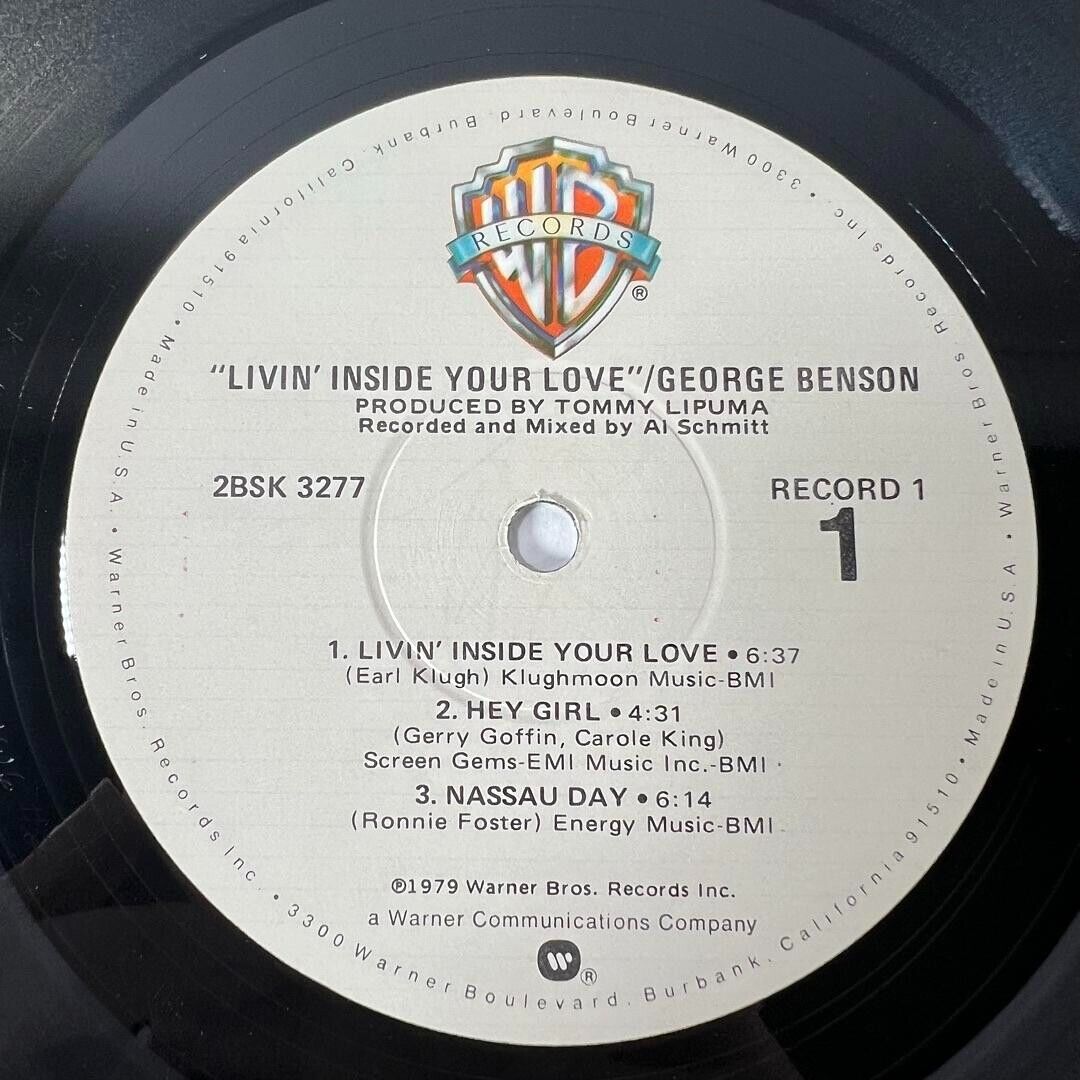 WB
RECORDS
®
"LIVIN' INSIDE YOUR LOVE"/GEORGE BENSON
PRODUCED BY TOMMY LIPUMA
Recorded and Mixed by Al Schmitt
2BSK 3277
RECORD 1
1
1. LIVIN' INSIDE YOUR LOVE • 6:37
(Earl Klugh) Klughmoon Music-BMI
2. HEY GIRL • 4:31
(Gerry Goffin, Carole King)
Screen Gems-EMI Music Inc.-BMI
3. NASSAU DAY • 6:14
(Ronnie Foster) Energy Music-BMI
℗1979 Warner Bros. Records Inc.
a Warner Communications Company
W ®
Warner Bros. Records Inc. • 3300 Warner Boulevard, Burbank, California 91510 • Made in U.S.A. • Warner Bros. Records Inc. • 3300 Warner Boulevard, Burbank, California 91510 • Made in U.S.A •